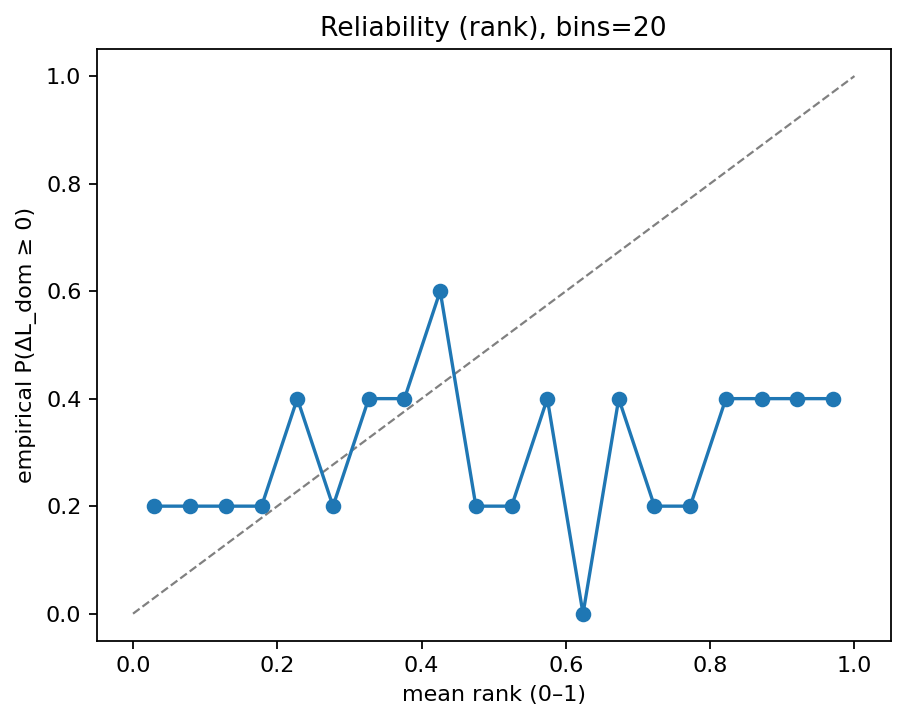 Reliability (rank), bins=20
empirical P(ΔL_dom ≥ 0)
1.0
0.8
0.6
0.4
0.2
0.0
0.0 0.2 0.4 0.6 0.8 1.0
mean rank (0–1)